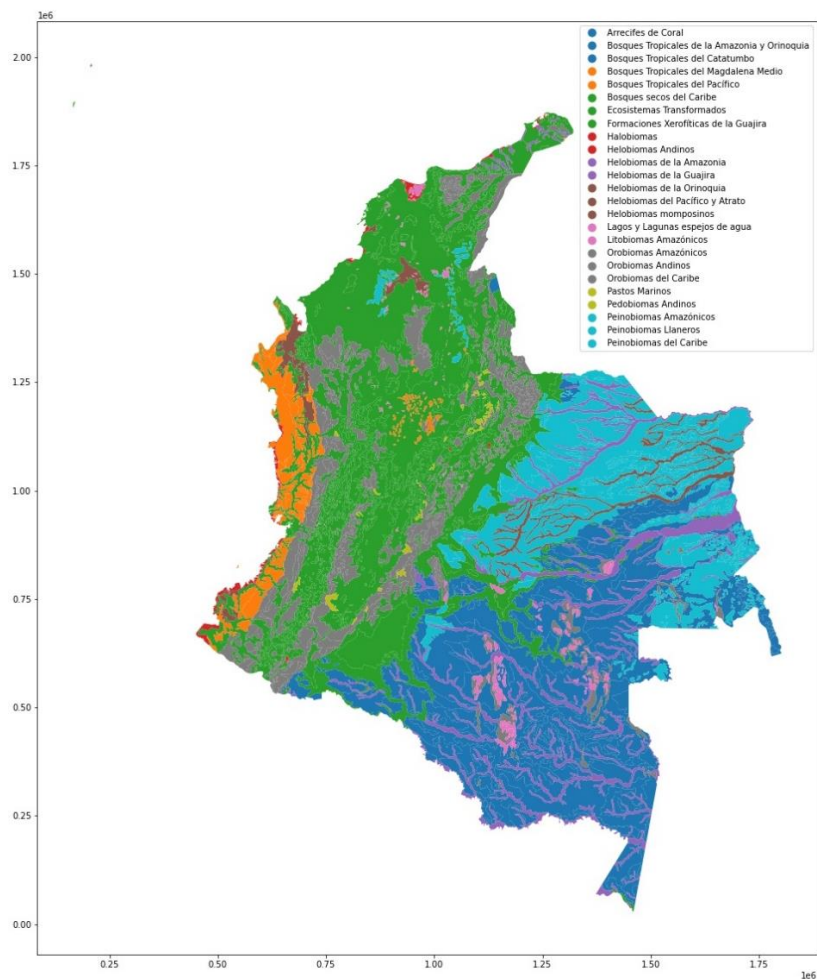 1e6
Arrecifes de Coral
Bosques Tropicales de la Amazonia y Orinoquia
Bosques Tropicales del Catatumbo
Bosques Tropicales del Magdalena Medio
Bosques Tropicales del Pacífico
Bosques secos del Caribe
Ecosistemas Transformados
Formaciones Xerofíticas de la Guajira
Halobiomas
Helobiomas Andinos
Helobiomas de la Amazonia
Helobiomas de la Guajira
Helobiomas de la Orinoquia
Helobiomas del Pacífico y Atrato
Helobiomas momposinos
Lagos y Lagunas espejos de agua
Litobiomas Amazónicos
Orobiomas Amazónicos
Orobiomas Andinos
Orobiomas del Caribe
Pastos Marinos
Pedobiomas Andinos
Peinobiomas Amazónicos
Peinobiomas Llaneros
Peinobiomas del Caribe
2.00
1.75
1.50
1.25
1.00
0.75
0.50
0.25
0.00
0.25 0.50 0.75 1.00 1.25 1.50 1.75
1e6